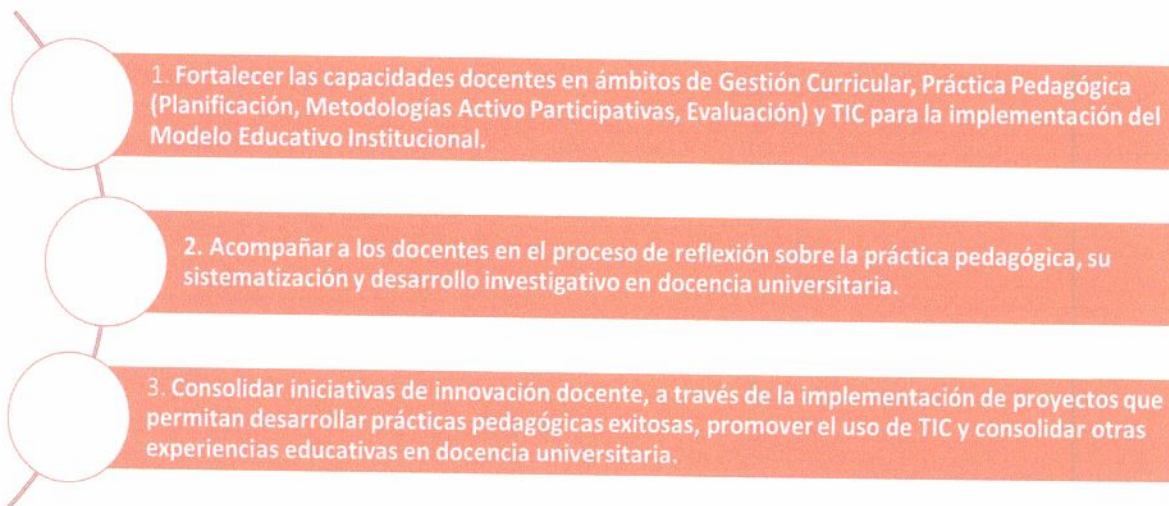 1. Fortalecer las capacidades docentes en ámbitos de Gestión Curricular, Práctica Pedagógica
(Planificación, Metodologías Activo Participativas, Evaluación) y TIC para la implementación del
Modelo Educativo Institucional.
2. Acompañar a los docentes en el proceso de reflexión sobre la práctica pedagógica, su
sistematización y desarrollo investigativo en docencia universitaria.
3. Consolidar iniciativas de innovación docente, a través de la implementación de proyectos que
permitan desarrollar prácticas pedagógicas exitosas, promover el uso de TIC y consolidar otras
experiencias educativas en docencia universitaria.